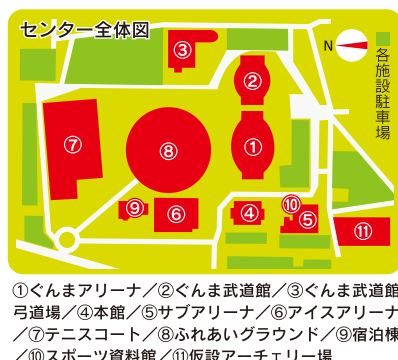 センター全体図
N
各施設駐車場
③
②
①
⑦
⑧
⑨
⑥
④
⑩
⑤
⑪
①ぐんまアリーナ／②ぐんま武道館／③ぐんま武道館
弓道場／④本館／⑤サブアリーナ／⑥アイスアリーナ
／⑦テニスコート／⑧ふれあいグラウンド／⑨宿泊棟
／⑩スポーツ資料館／⑪仮設アーチェリー場